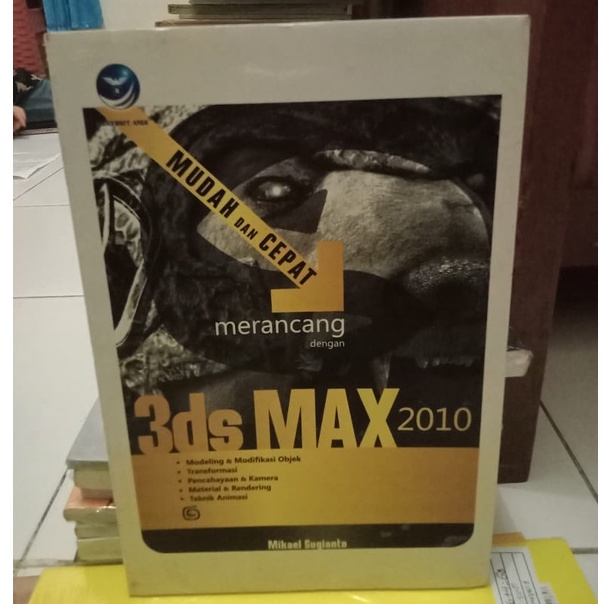 MUDAH DAN CEPAT
merancang
dengan
3ds MAX 2010
• Modeling & Modifikasi Objek
• Transformasi
• Pencahayaan & Kamera
• Material & Rendering
• Teknik Animasi
Mikael Sugianto